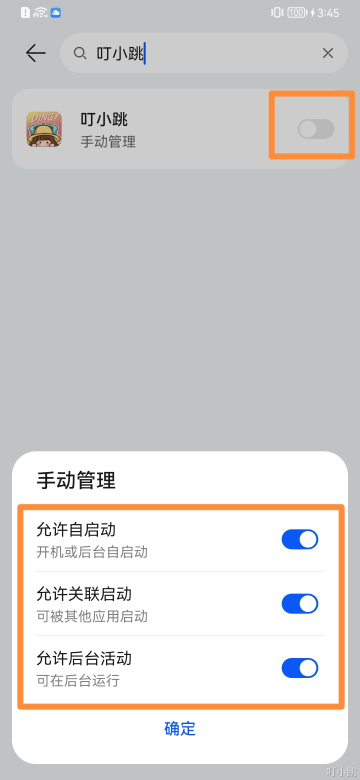 100 3:45
叮小跳
DING!
叮小跳
手动管理
手动管理
允许自启动
开机或后台自启动
允许关联启动
可被其他应用启动
允许后台活动
可在后台运行
确定
叮小跳